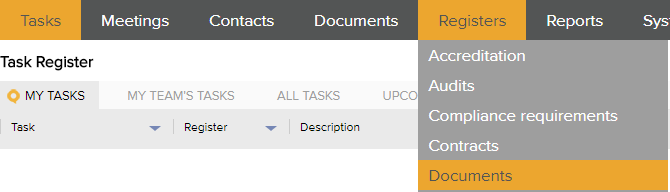 Tasks Meetings Contacts Documents Registers Reports Sys
Task Register
MY TASKS MY TEAM'S TASKS ALL TASKS UPCO
Task Register Description
Accreditation
Audits
Compliance requirements
Contracts
Documents